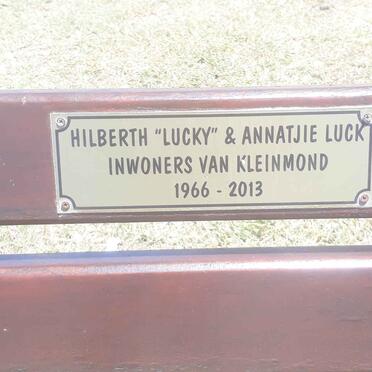 HILBERTH "LUCKY" & ANNATJIE LUCK
INWONERS VAN KLEINMOND
1966 - 2013